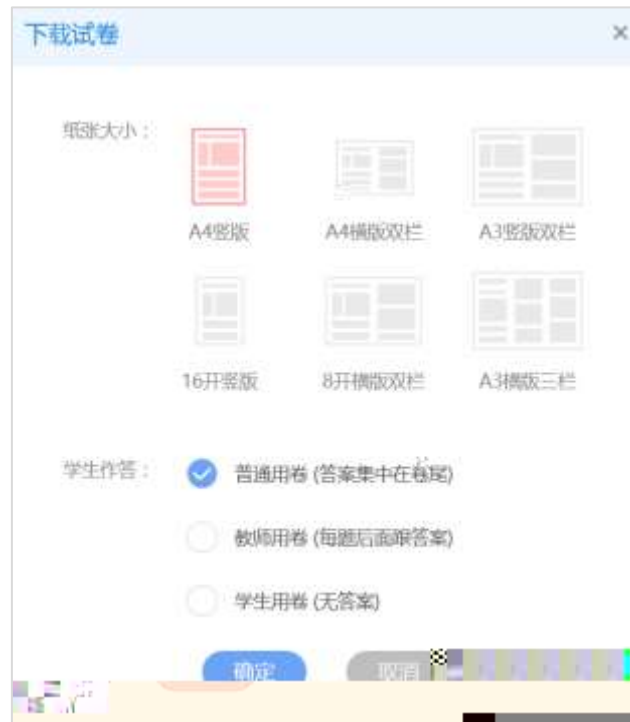 下载试卷 ×
纸张大小：
A4竖版 A4横版双栏 A3竖版双栏
16开竖版 8开横版双栏 A3横版三栏
学生作答：
普通用卷 (答案集中在卷尾)
教师用卷 (每题后面跟答案)
学生用卷 (无答案)
确定 取消